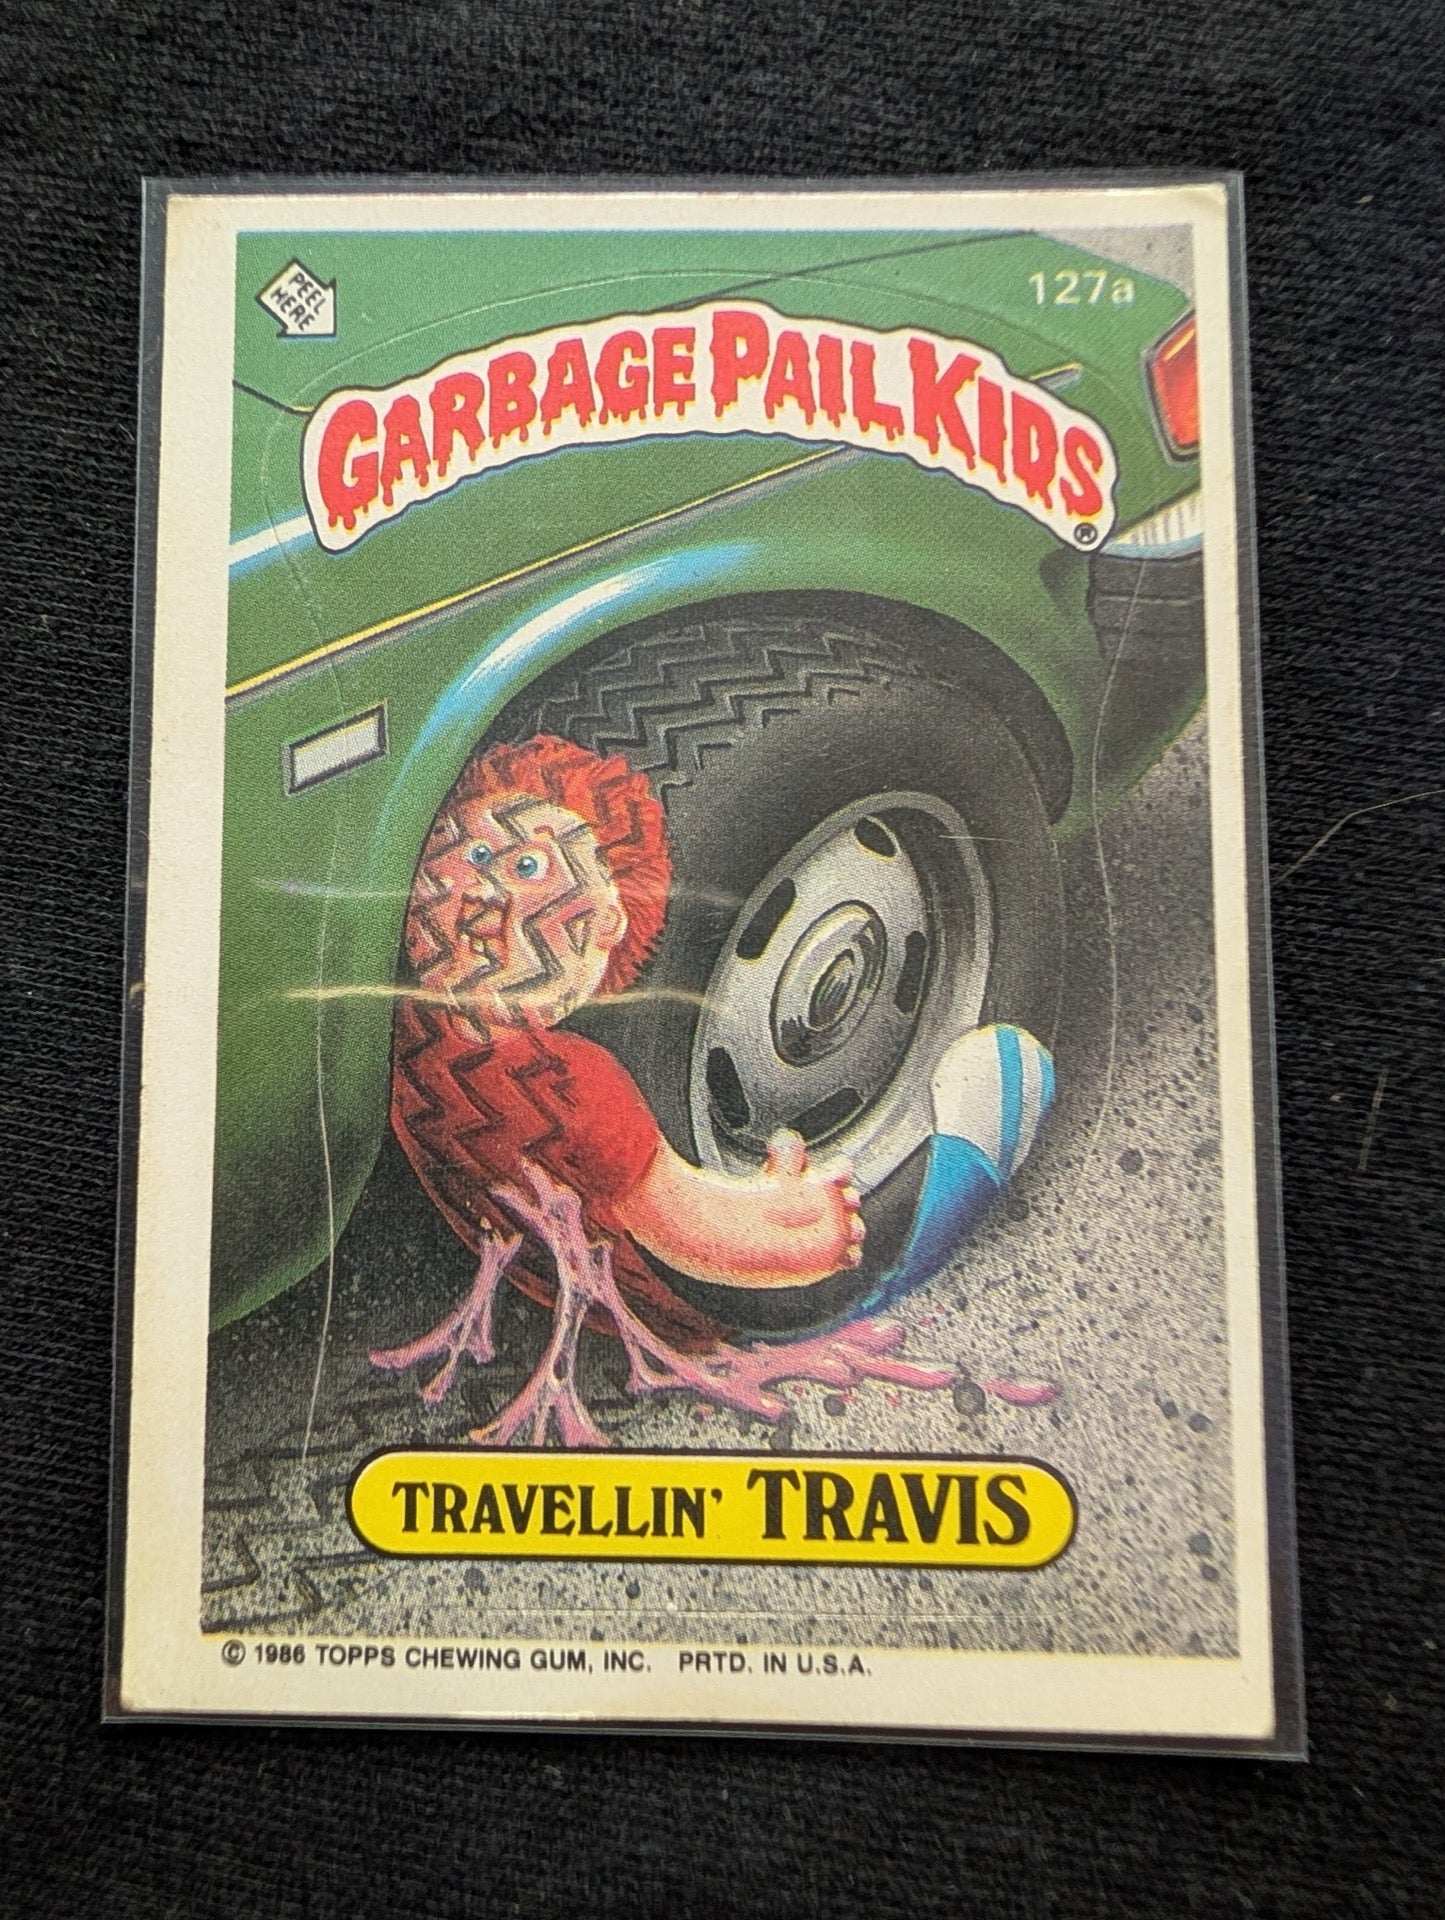 PEEL
HERE
127a
GARBAGE PAIL KIDS
®
TRAVELLIN' TRAVIS
© 1986 TOPPS CHEWING GUM, INC. PRTD. IN U.S.A.